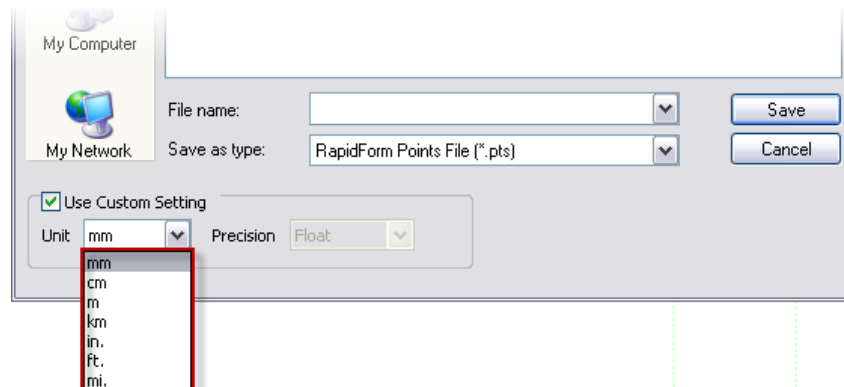 My Computer
File name:
Save
My Network
Save as type:
RapidForm Points File (*.pts)
Cancel
Use Custom Setting
Unit mm Precision Float
mm
cm
m
km
in.
ft.
mi.